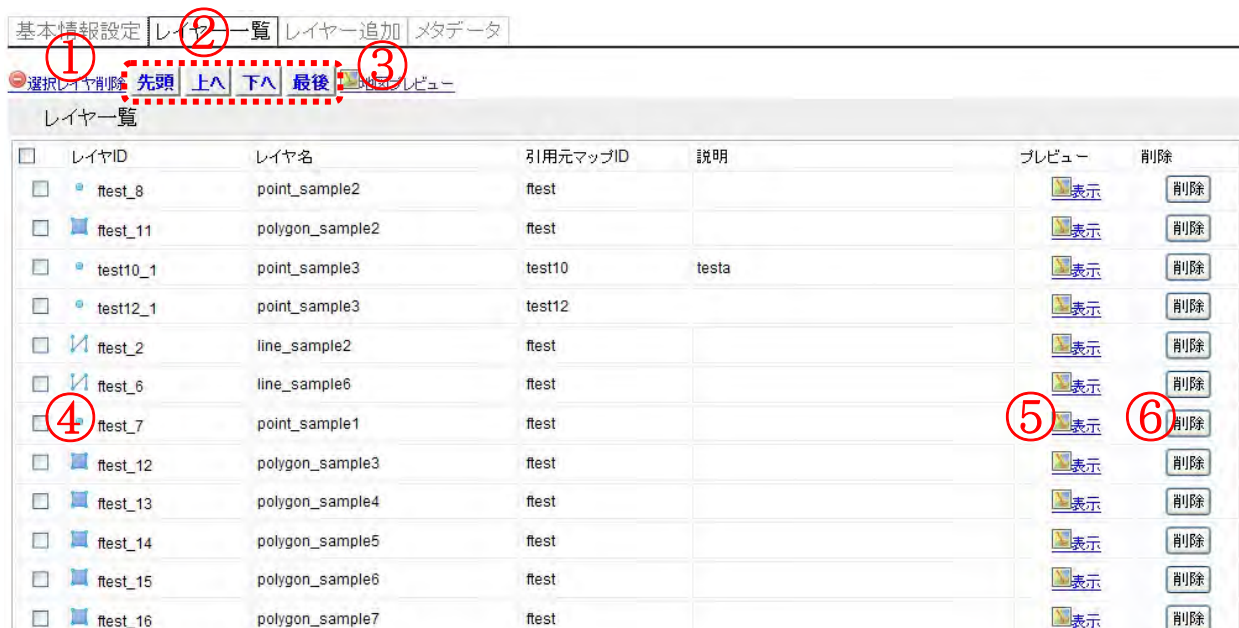 基本情報設定 レイヤー一覧 レイヤー追加 メタデータ
① ② ③
選択レイヤ削除 先頭 上へ 下へ 最後 地図プレビュー
レイヤ一覧
レイヤID レイヤ名 引用元マップID 説明 プレビュー 削除
ftest_8 point_sample2 ftest 表示 削除
ftest_11 polygon_sample2 ftest 表示 削除
test10_1 point_sample3 test10 testa 表示 削除
test12_1 point_sample3 test12 表示 削除
ftest_2 line_sample2 ftest 表示 削除
ftest_6 line_sample6 ftest 表示 削除
④ ftest_7 point_sample1 ftest ⑤ 表示 ⑥ 削除
ftest_12 polygon_sample3 ftest 表示 削除
ftest_13 polygon_sample4 ftest 表示 削除
ftest_14 polygon_sample5 ftest 表示 削除
ftest_15 polygon_sample6 ftest 表示 削除
ftest_16 polygon_sample7 ftest 表示 削除